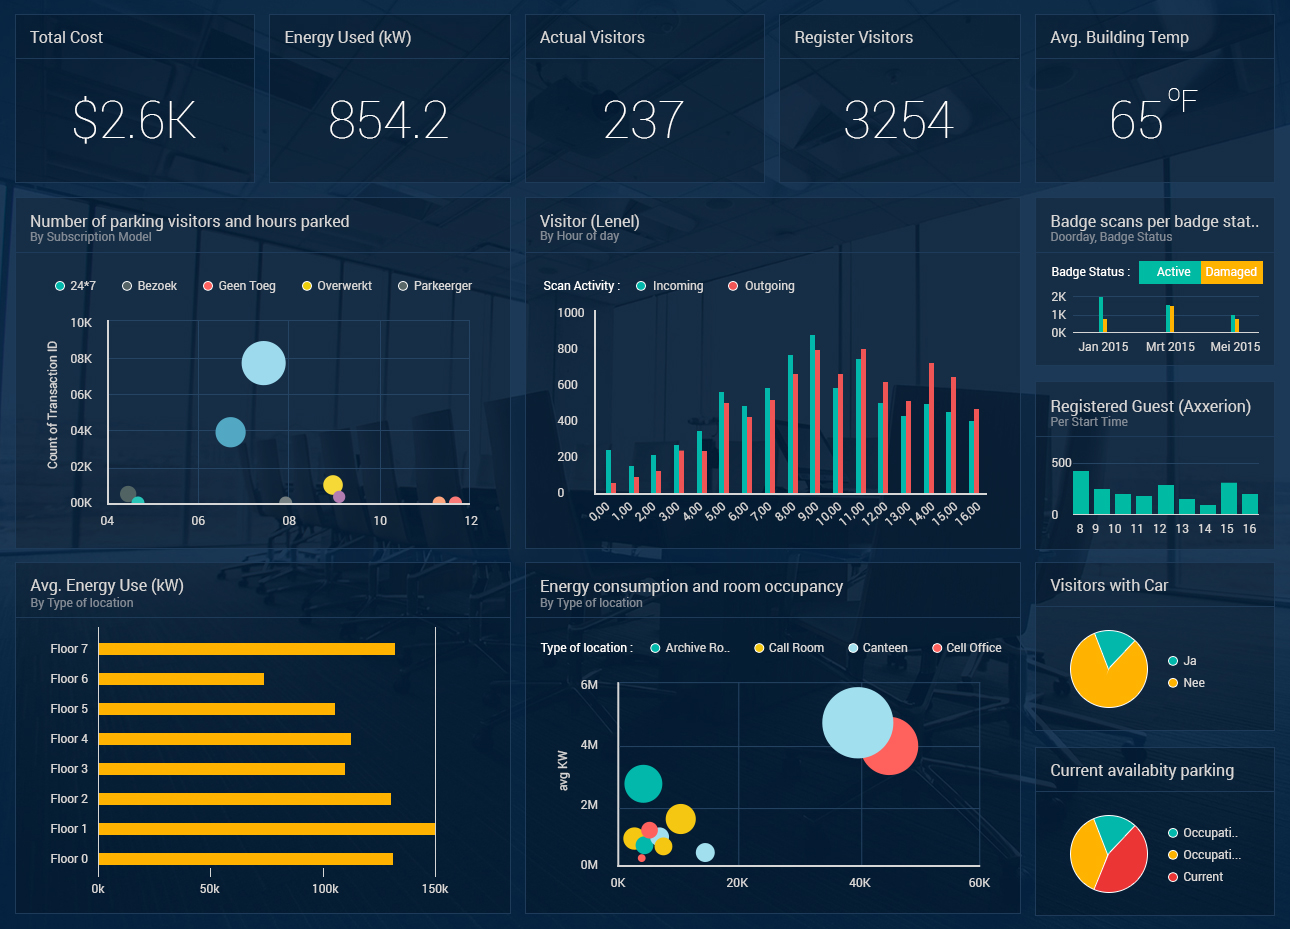 Total Cost
$2.6K
Energy Used (kW)
854.2
Actual Visitors
237
Register Visitors
3254
Avg. Building Temp
65°F
Number of parking visitors and hours parked
By Subscription Model
24*7 Bezoek Geen Toeg Overwerkt Parkeerger
Count of Transaction ID
10K
08K
06K
04K
02K
00K
04 06 08 10 12
Visitor (Lenel)
By Hour of day
Scan Activity : Incoming Outgoing
1000
800
600
400
200
0
0,00 1,00 2,00 3,00 4,00 5,00 6,00 7,00 8,00 9,00 10,00 11,00 12,00 13,00 14,00 15,00 16,00
Badge scans per badge stat..
Doorday, Badge Status
Badge Status : Active Damaged
2K
1K
0K
Jan 2015 Mrt 2015 Mei 2015
Registered Guest (Axxerion)
Per Start Time
500
0
8 9 10 11 12 13 14 15 16
Avg. Energy Use (kW)
By Type of location
Floor 7
Floor 6
Floor 5
Floor 4
Floor 3
Floor 2
Floor 1
Floor 0
0k 50k 100k 150k
Energy consumption and room occupancy
By Type of location
Type of location : Archive Ro.. Call Room Canteen Cell Office
avg KW
6M
4M
2M
0M
0K 20K 40K 60K
Visitors with Car
Ja
Nee
Current availabity parking
Occupati..
Occupati...
Current